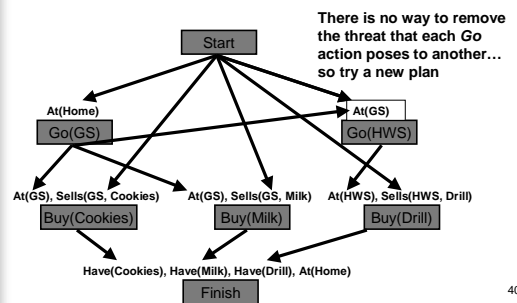 There is no way to remove
the threat that each Go
action poses to another…
so try a new plan
Start
At(Home)
At(GS)
Go(GS)
Go(HWS)
At(GS), Sells(GS, Cookies)
At(GS), Sells(GS, Milk)
At(HWS), Sells(HWS, Drill)
Buy(Cookies)
Buy(Milk)
Buy(Drill)
Have(Cookies), Have(Milk), Have(Drill), At(Home)
Finish
40